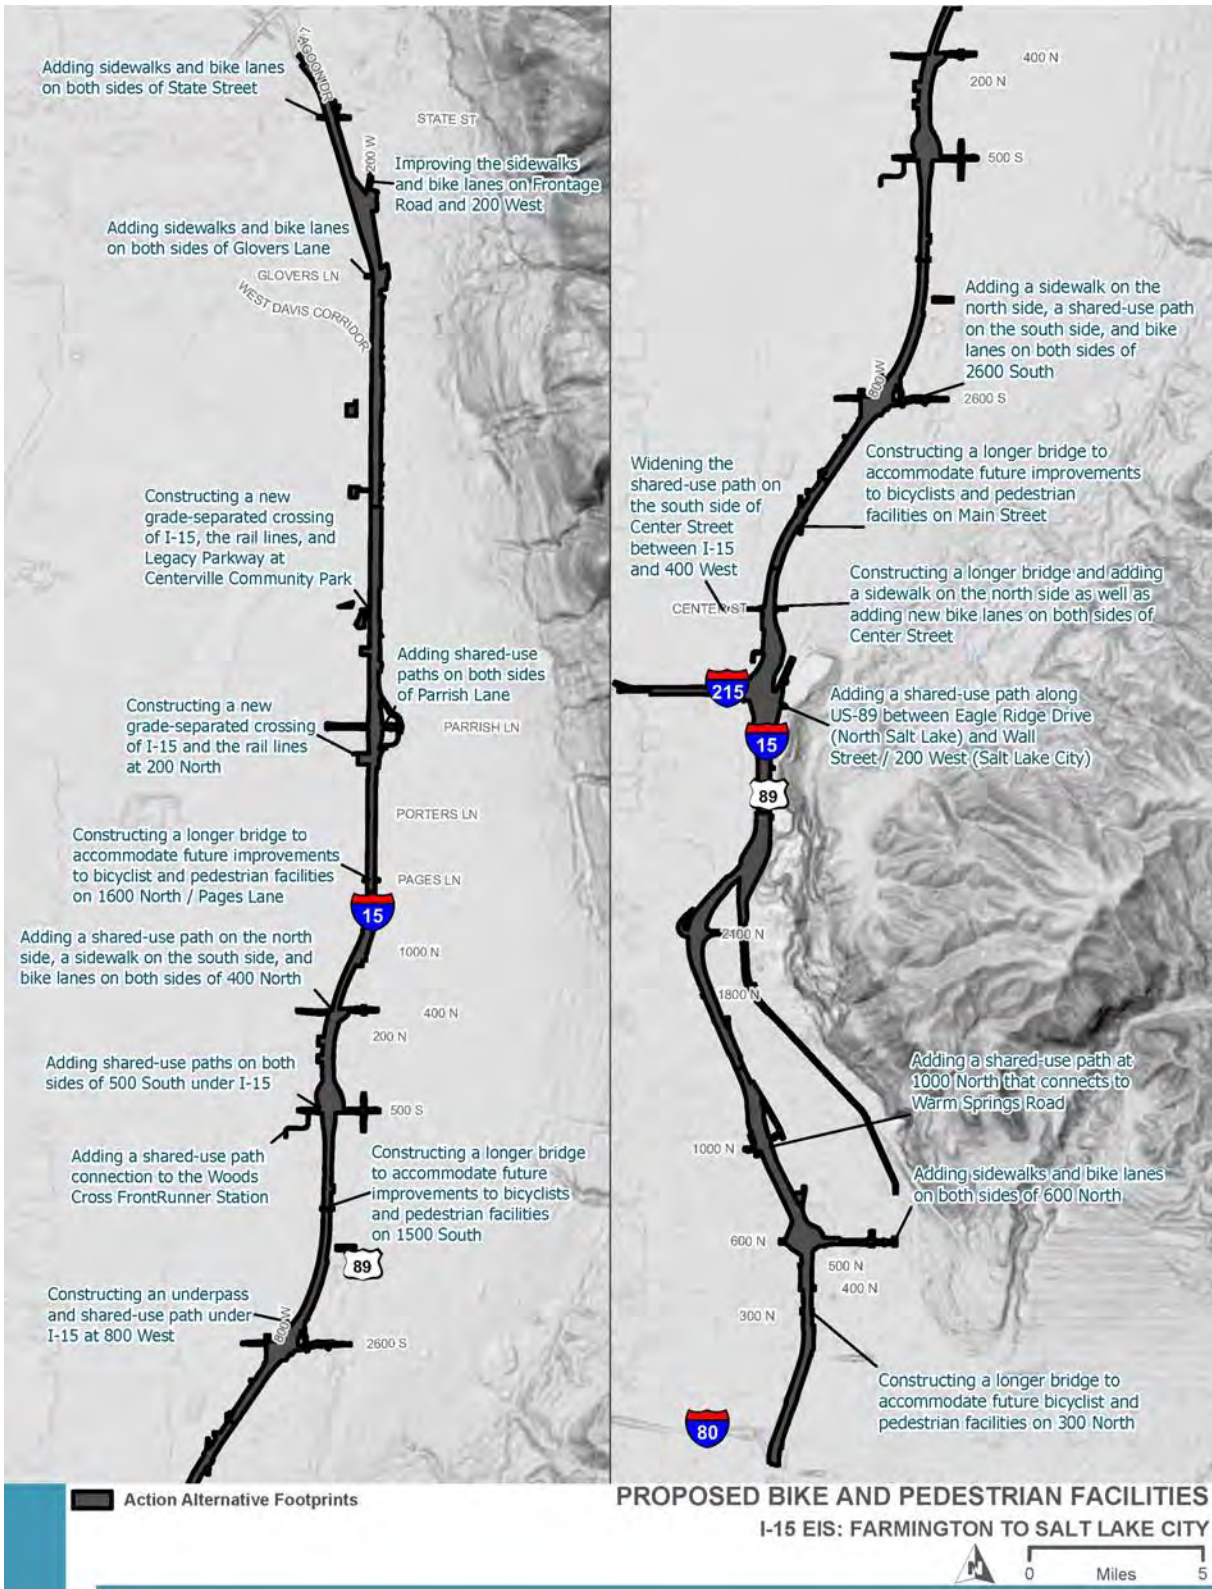 LAGOON DR
Adding sidewalks and bike lanes
on both sides of State Street
STATE ST
200 W
Improving the sidewalks
and bike lanes on Frontage
Road and 200 West
Adding sidewalks and bike lanes
on both sides of Glovers Lane
GLOVERS LN
WEST DAVIS CORRIDOR
Constructing a new
grade-separated crossing
of I-15, the rail lines, and
Legacy Parkway at
Centerville Community Park
Adding shared-use
paths on both sides
of Parrish Lane
Constructing a new
grade-separated crossing
of I-15 and the rail lines
at 200 North
PARRISH LN
PORTERS LN
Constructing a longer bridge to
accommodate future improvements
to bicyclist and pedestrian facilities
on 1600 North / Pages Lane
PAGES LN
15
Adding a shared-use path on the north
side, a sidewalk on the south side, and
bike lanes on both sides of 400 North
1000 N
400 N
200 N
Adding shared-use paths on both
sides of 500 South under I-15
500 S
Adding a shared-use path
connection to the Woods
Cross FrontRunner Station
Constructing a longer bridge
to accommodate future
improvements to bicyclists
and pedestrian facilities
on 1500 South
89
Constructing an underpass
and shared-use path under
I-15 at 800 West
800 W
2600 S
400 N
200 N
500 S
Adding a sidewalk on the
north side, a shared-use path
on the south side, and bike
lanes on both sides of
2600 South
800 W
2600 S
Constructing a longer bridge to
accommodate future improvements
to bicyclists and pedestrian
facilities on Main Street
Widening the
shared-use path on
the south side of
Center Street
between I-15
and 400 West
CENTER ST
Constructing a longer bridge and adding
a sidewalk on the north side as well as
adding new bike lanes on both sides of
Center Street
215
15
Adding a shared-use path along
US-89 between Eagle Ridge Drive
(North Salt Lake) and Wall
Street / 200 West (Salt Lake City)
89
2100 N
1800 N
Adding a shared-use path at
1000 North that connects to
Warm Springs Road
1000 N
Adding sidewalks and bike lanes
on both sides of 600 North
600 N
500 N
400 N
300 N
Constructing a longer bridge to
accommodate future bicyclist and
pedestrian facilities on 300 North
80
Action Alternative Footprints
PROPOSED BIKE AND PEDESTRIAN FACILITIES
I-15 EIS: FARMINGTON TO SALT LAKE CITY
N
0 Miles 5